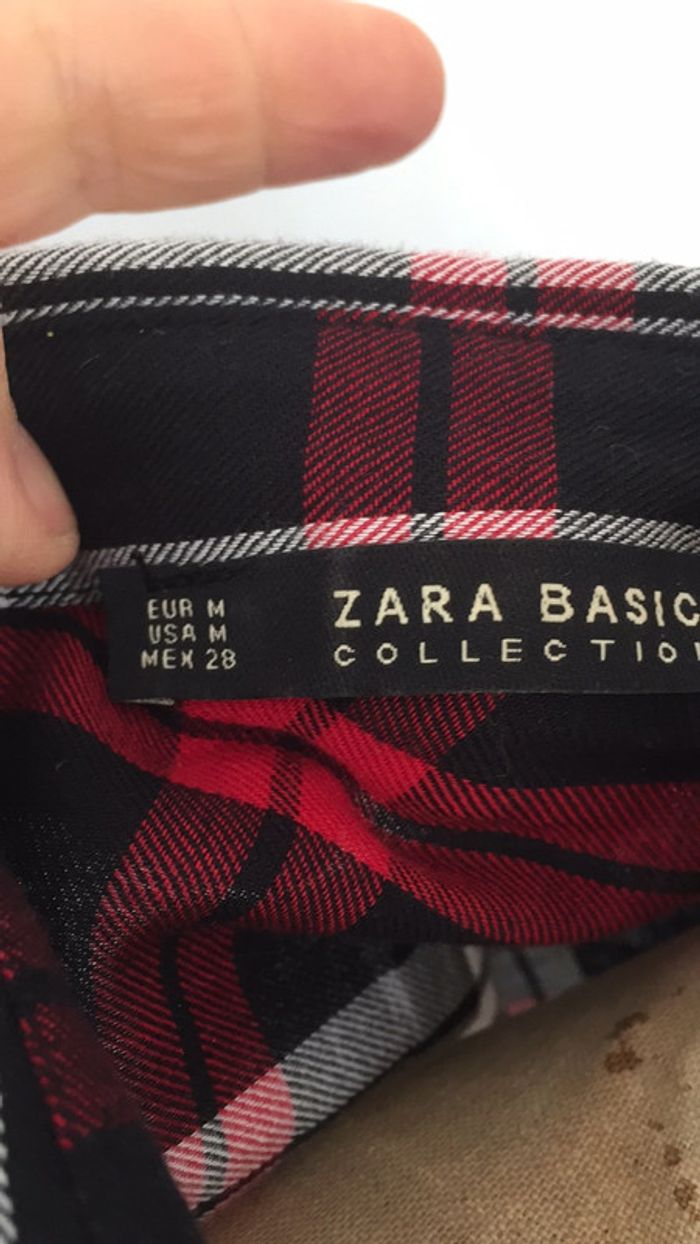 EUR M
USA M
MEX 28
ZARA BASIC
COLLECTIO